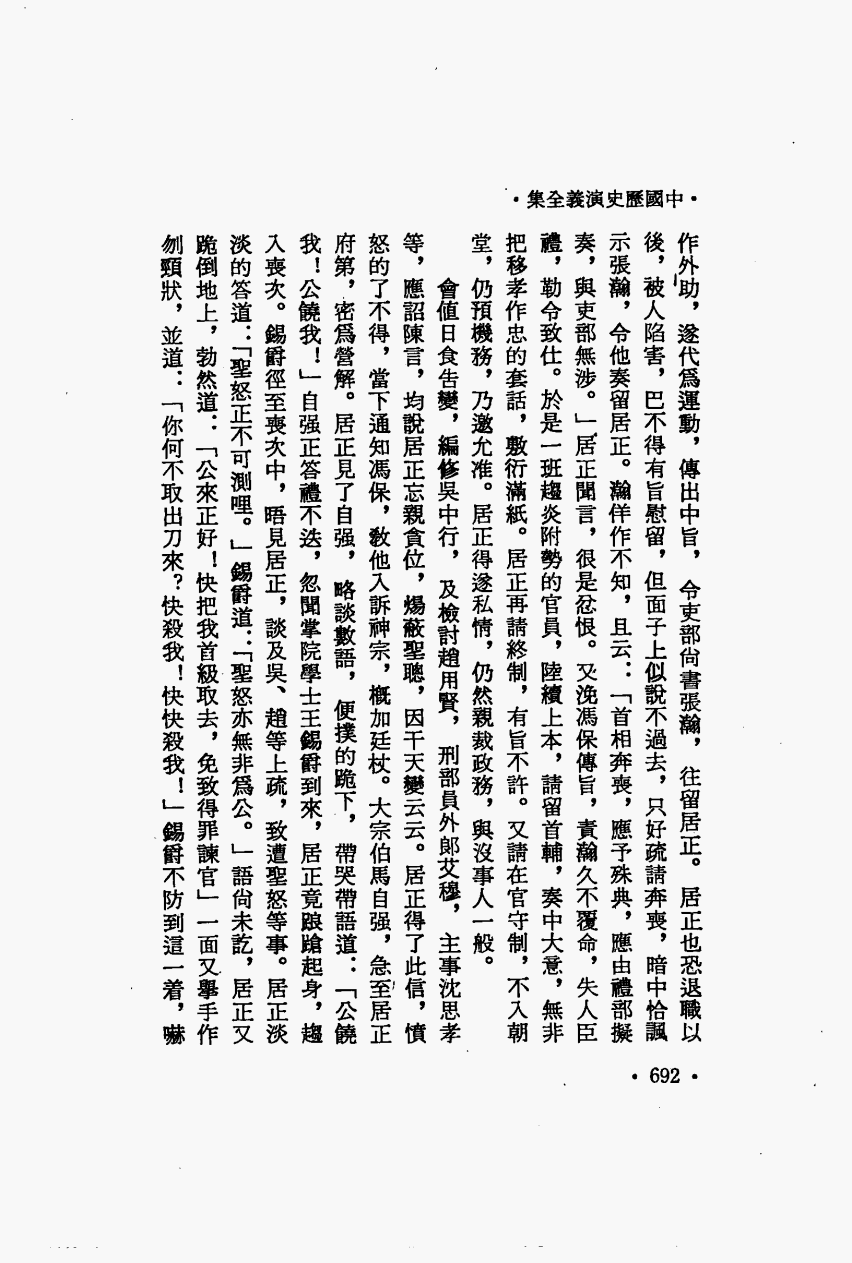 ·中國歷史演義全集·
作外助，遂代爲運動，傳出中旨，令吏部尙書張瀚，往留居正。居正也恐退職以
後，被人陷害，巴不得有旨慰留，但面子上似說不過去，只好疏請奔喪，暗中恰諷
示張瀚，令他奏留居正。瀚佯作不知，且云：「首相奔喪，應予殊典，應由禮部擬
奏，與吏部無涉。」居正聞言，很是忿恨。又浼馮保傳旨，責瀚久不覆命，失人臣
禮，勒令致仕。於是一班趨炎附勢的官員，陸續上本，請留首輔，奏中大意，無非
把移孝作忠的套話，敷衍滿紙。居正再請終制，有旨不許。又請在官守制，不入朝
堂，仍預機務，乃邀允准。居正得遂私情，仍然親裁政務，與沒事人一般。
會値日食告變，編修吳中行，及檢討趙用賢，刑部員外郎艾穆，主事沈思孝
等，應詔陳言，均說居正忘親貪位，煬蔽聖聰，因干天變云云。居正得了此信，憤
怒的了不得，當下通知馮保，敎他入訴神宗，概加廷杖。大宗伯馬自强，急至居正
府第，密爲營解。居正見了自强，略談數語，便撲的跪下，帶哭帶語道：「公饒
我！公饒我！」自强正答禮不迭，忽聞掌院學士王錫爵到來，居正竟踉蹌起身，趨
入喪次。錫爵徑至喪次中，晤見居正，談及吳、趙等上疏，致遭聖怒等事。居正淡
淡的答道：「聖怒正不可測哩。」錫爵道：「聖怒亦無非爲公。」語尙未訖，居正又
跪倒地上，勃然道：「公來正好！快把我首級取去，免致得罪諫官」一面又擧手作
刎頸狀，並道：「你何不取出刀來？快殺我！快快殺我！」錫爵不防到這一着，嚇
·692·